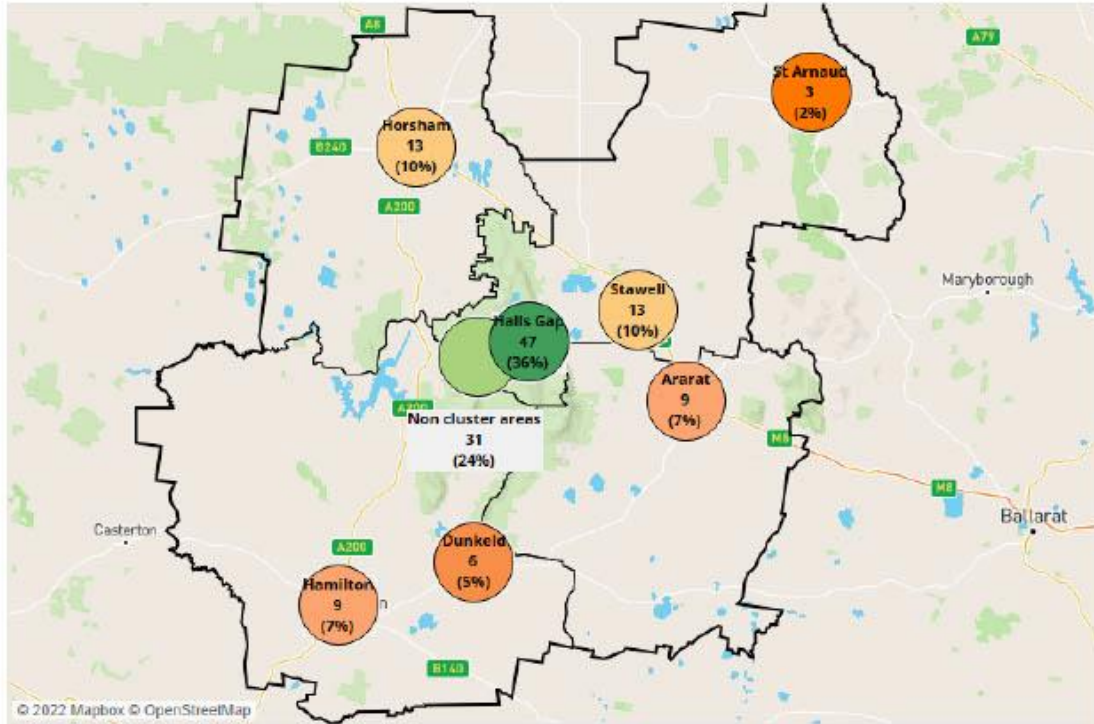 A8
A79
St Arnaud
3
(2%)
Horsham
13
(10%)
B240
A200
Maryborough
Stawell
13
(10%)
Halls Gap
47
(36%)
Ararat
9
(7%)
A200
Non cluster areas
31
(24%)
M8
M8
Ballarat
Casterton
A200
Dunkeld
6
(5%)
Hamilton
9
(7%)
n
B140
© 2022 Mapbox © OpenStreetMap